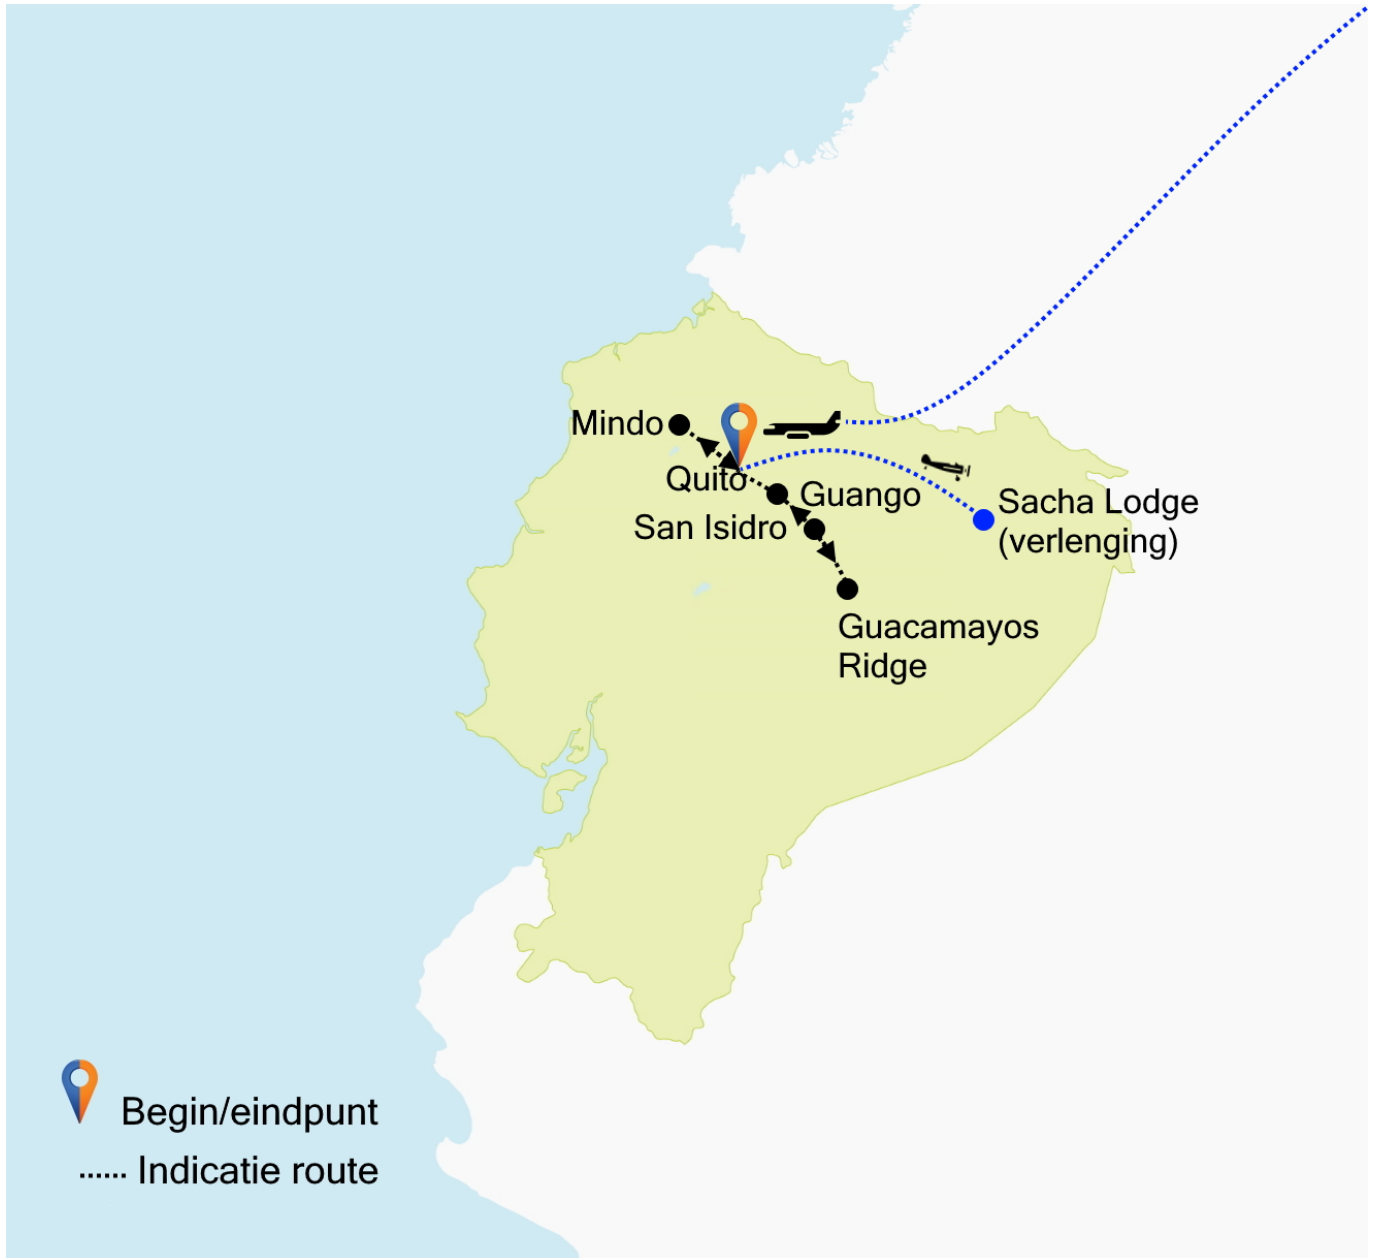 Mindo
Quito
Guango
San Isidro
Sacha Lodge
(verlenging)
Guacamayos
Ridge
Begin/eindpunt
Indicatie route